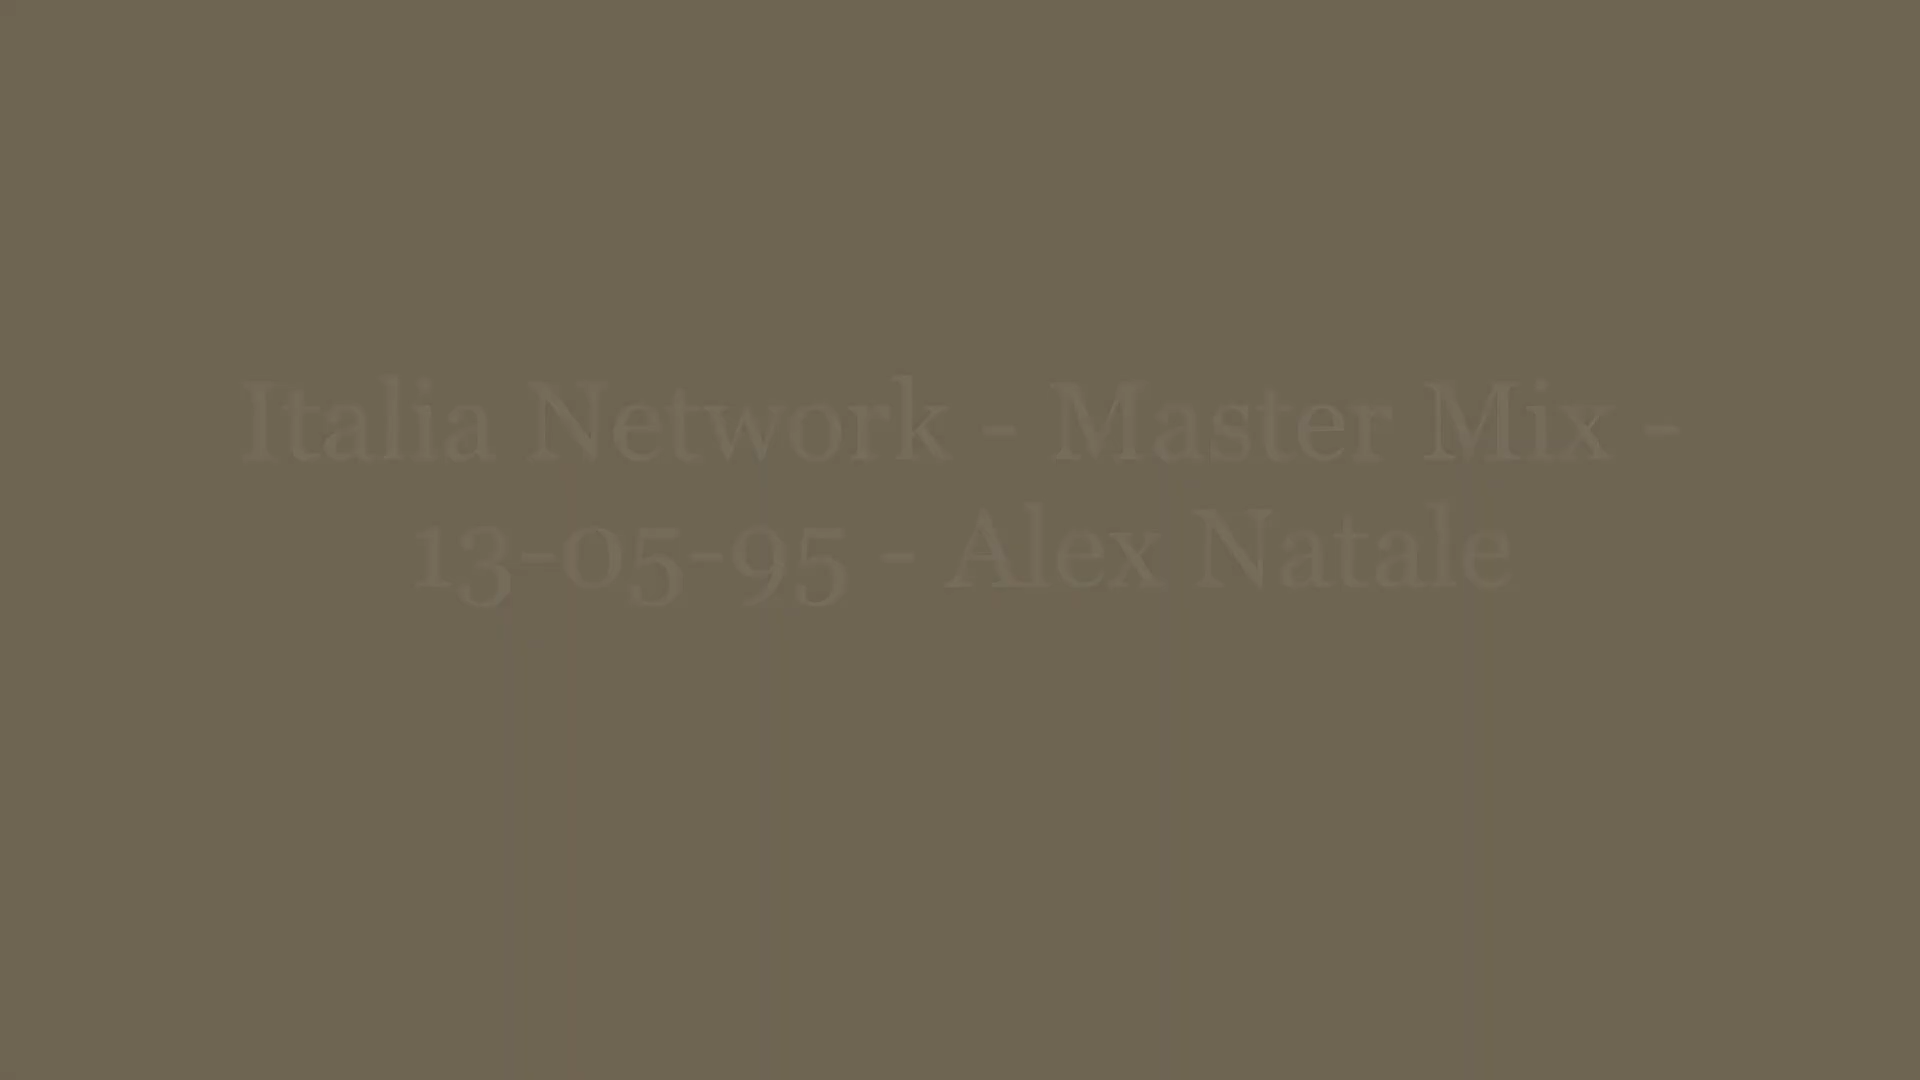 Italia Network - Master Mix -
13-05-95 - Alex Natale